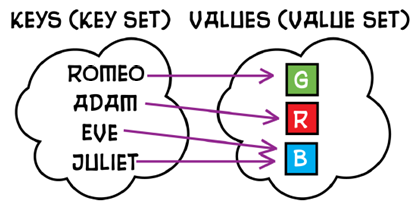 KEYS (KEY SET) VALUES (VALUE SET)
ROMEO G
ADAM R
EVE
JULIET B